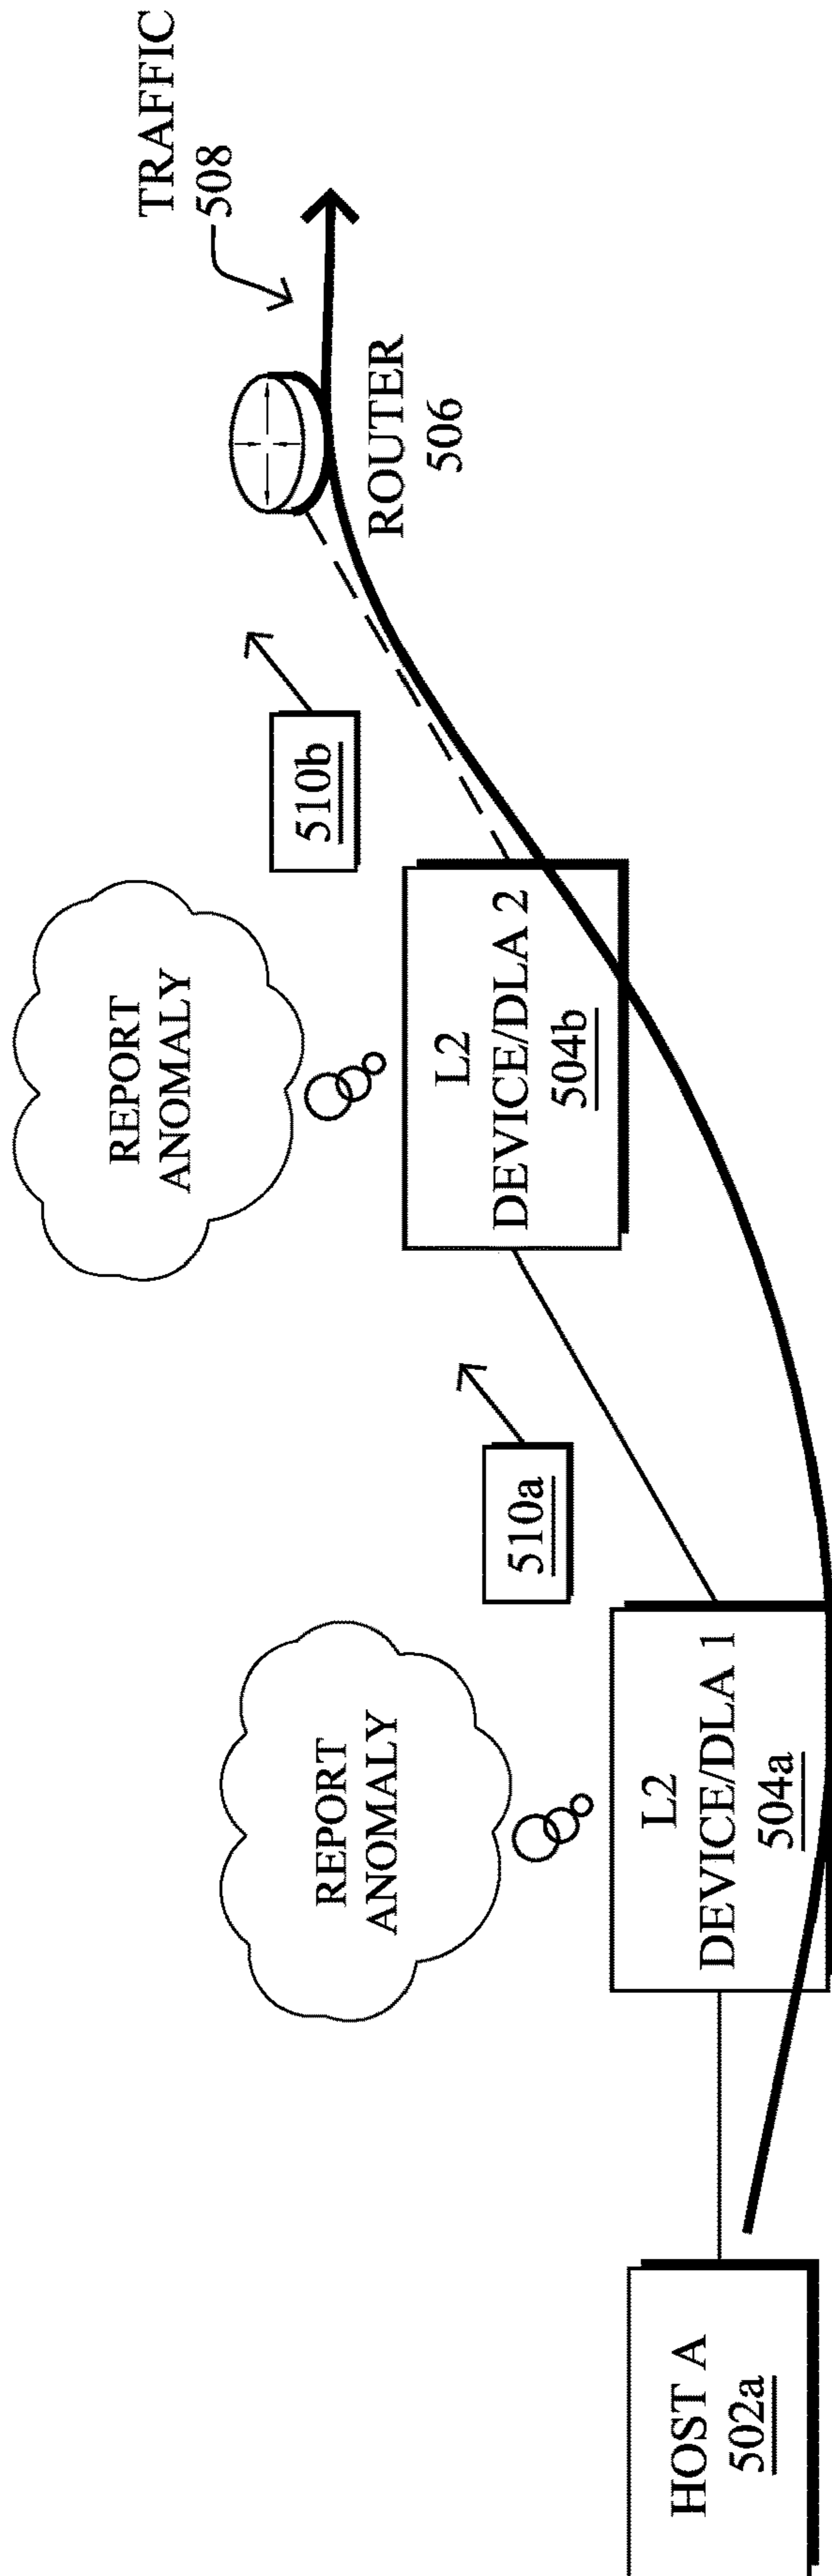 HOST A
502a
REPORT
ANOMALY
L2
DEVICE/DLA 1
504a
510a
REPORT
ANOMALY
L2
DEVICE/DLA 2
504b
510b
ROUTER
506
TRAFFIC
508